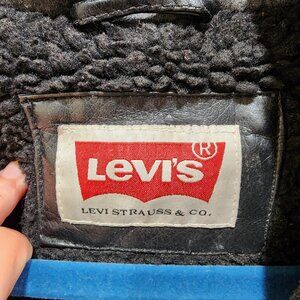 LEVI'S ®
LEVI STRAUSS & CO.